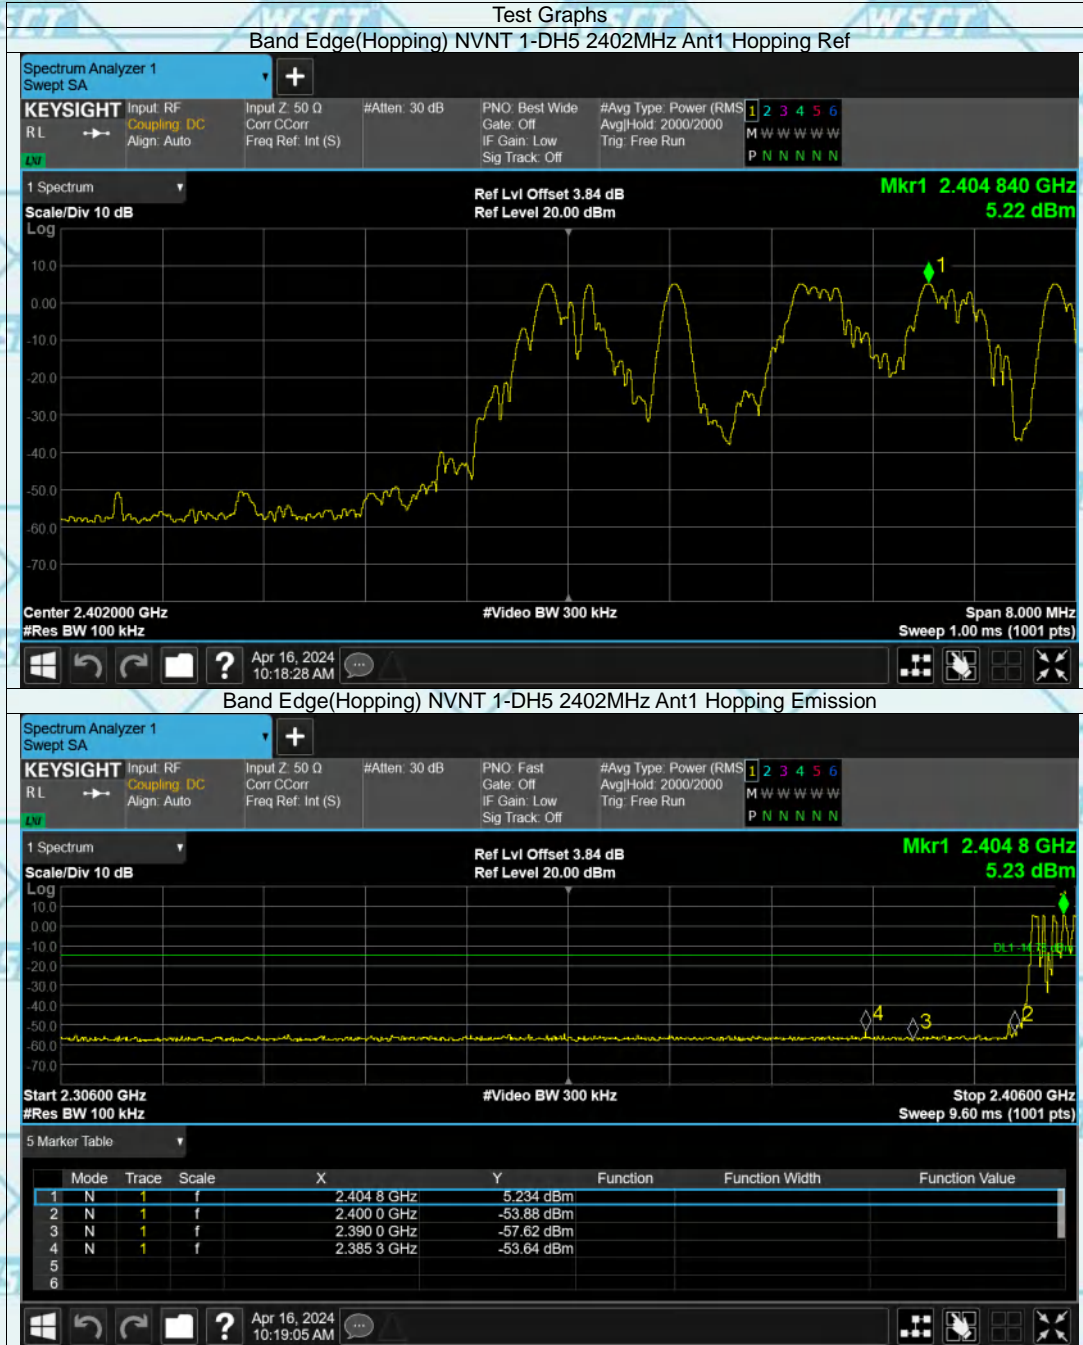 Test Graphs
Band Edge(Hopping) NVNT 1-DH5 2402MHz Ant1 Hopping Ref
Spectrum Analyzer 1
Swept SA
+
KEYSIGHT Input: RF Input Z: 50 Ω #Atten: 30 dB PNO: Best Wide #Avg Type: Power (RMS 1 2 3 4 5 6
RL Coupling: DC Corr CCorr Gate: Off Avg|Hold: 2000/2000 M W W W W W
Align: Auto Freq Ref: Int (S) IF Gain: Low Trig: Free Run P N N N N N
LXI Sig Track: Off
1 Spectrum Ref Lvl Offset 3.84 dB Mkr1 2.404 840 GHz
Scale/Div 10 dB Ref Level 20.00 dBm 5.22 dBm
Log
1
10.0
0.00
-10.0
-20.0
-30.0
-40.0
-50.0
-60.0
-70.0
Center 2.402000 GHz #Video BW 300 kHz Span 8.000 MHz
#Res BW 100 kHz Sweep 1.00 ms (1001 pts)
? Apr 16, 2024
10:18:28 AM
Band Edge(Hopping) NVNT 1-DH5 2402MHz Ant1 Hopping Emission
Spectrum Analyzer 1
Swept SA
+
KEYSIGHT Input: RF Input Z: 50 Ω #Atten: 30 dB PNO: Fast #Avg Type: Power (RMS 1 2 3 4 5 6
RL Coupling: DC Corr CCorr Gate: Off Avg|Hold: 2000/2000 M W W W W W
Align: Auto Freq Ref: Int (S) IF Gain: Low Trig: Free Run P N N N N N
LXI Sig Track: Off
1 Spectrum Ref Lvl Offset 3.84 dB Mkr1 2.404 8 GHz
Scale/Div 10 dB Ref Level 20.00 dBm 5.23 dBm
Log
10.0
0.00
-10.0 DL1 -14.78 dBm
-20.0
-30.0
-40.0
-50.0 4 3 2
-60.0
-70.0
Start 2.30600 GHz #Video BW 300 kHz Stop 2.40600 GHz
#Res BW 100 kHz Sweep 9.60 ms (1001 pts)
5 Marker Table
Mode Trace Scale X Y Function Function Width Function Value
1 N 1 f 2.404 8 GHz 5.234 dBm
2 N 1 f 2.400 0 GHz -53.88 dBm
3 N 1 f 2.390 0 GHz -57.62 dBm
4 N 1 f 2.385 3 GHz -53.64 dBm
5
6
? Apr 16, 2024
10:19:05 AM